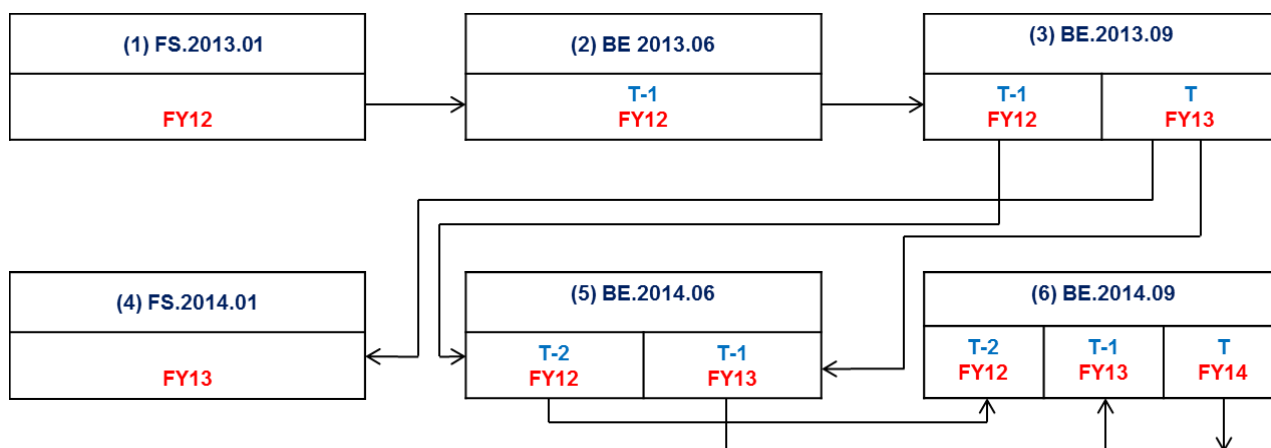 (1) FS.2013.01
FY12
(2) BE 2013.06
T-1
FY12
(3) BE.2013.09
T-1
FY12
T
FY13
(4) FS.2014.01
FY13
(5) BE.2014.06
T-2
FY12
T-1
FY13
(6) BE.2014.09
T-2
FY12
T-1
FY13
T
FY14